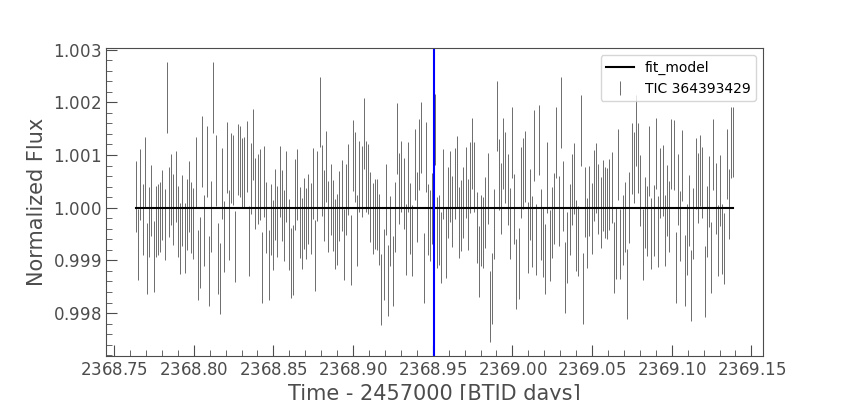 1.003
1.002
1.001
1.000
0.999
0.998
Normalized Flux
fit_model
TIC 364393429
2368.75 2368.80 2368.85 2368.90 2368.95 2369.00 2369.05 2369.10 2369.15
Time - 2457000 [BTJD days]